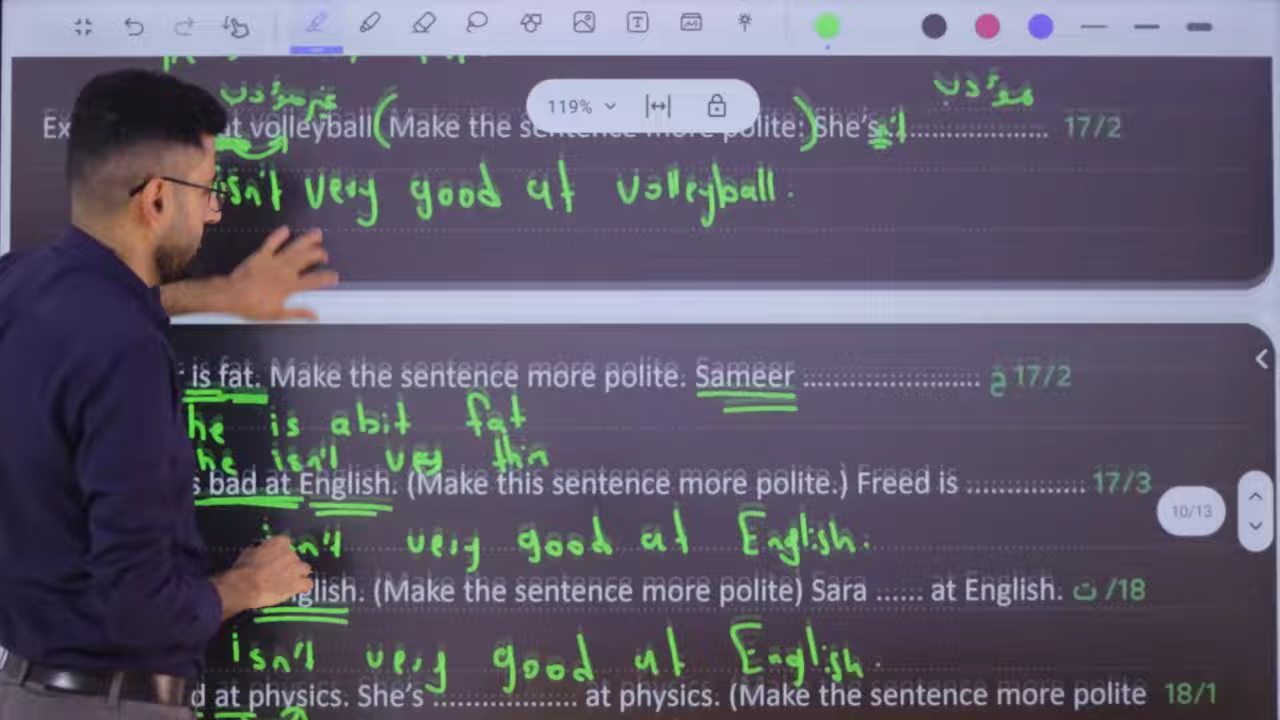 119%
at volleyball (Make the sentence more polite:) She's n't .................. 17/2
isn't very good at volleyball.
is fat. Make the sentence more polite. Sameer ...................... 17/2 خ
he is a bit fat
he isn't very thin
s bad at English. (Make this sentence more polite.) Freed is ............... 17/3
isn't very good at English.
10/13
glish. (Make the sentence more polite) Sara ...... at English. ت /18
isn't very good at English.
d at physics. She's .................. at physics. (Make the sentence more polite 18/1